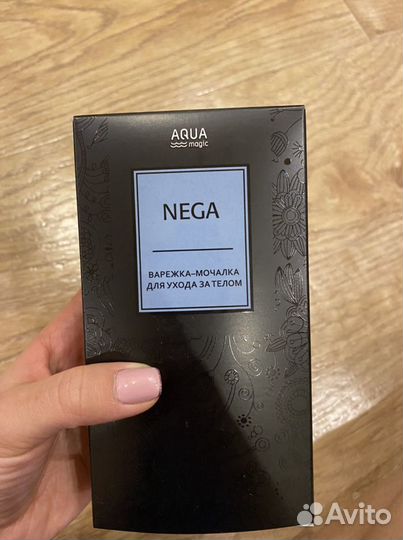 AQUA
magic
NEGA
ВАРЕЖКА–МОЧАЛКА
ДЛЯ УХОДА ЗА ТЕЛОМ
Avito